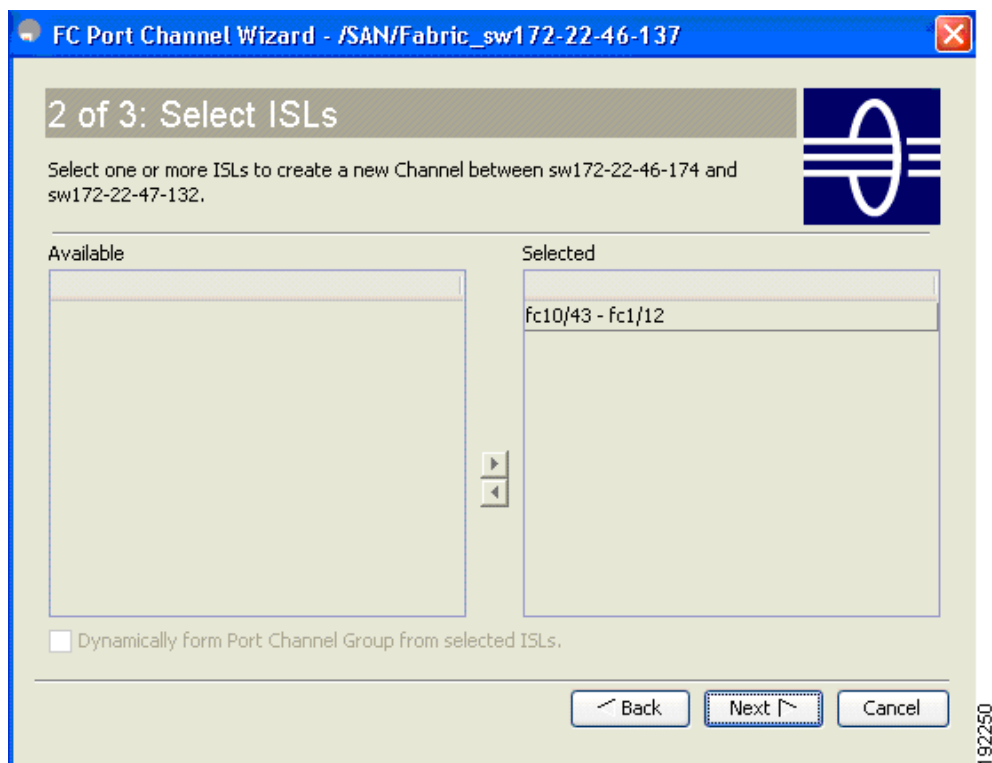 FC Port Channel Wizard - /SAN/Fabric_sw172-22-46-137
2 of 3: Select ISLs
Select one or more ISLs to create a new Channel between sw172-22-46-174 and
sw172-22-47-132.
Available
Selected
fc10/43 - fc1/12
Dynamically form Port Channel Group from selected ISLs.
Back
Next
Cancel
192250